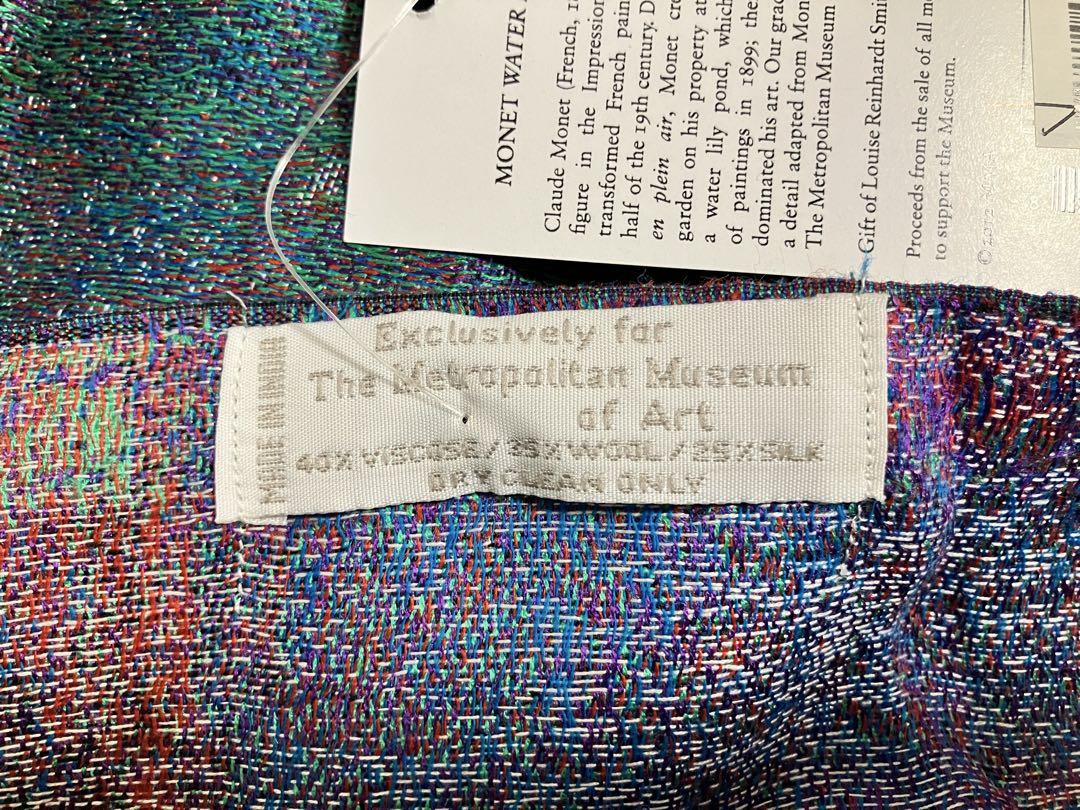 MONET WATER
Claude Monet (French,
figure in the Impression
transformed French pain
half of the 19th century. D
en plein air, Monet cr
garden on his property at
a water lily pond, which
of paintings in 1899; the
dominated his art. Our grac
a detail adapted from Mon
The Metropolitan Museum
Gift of Louise Reinhardt Smi
Proceeds from the sale of all m
to support the Museum.
Exclusively for
The Metropolitan Museum
of Art
40% VISCOSE / 35% WOOL / 25% SILK
DRY CLEAN ONLY
MADE IN INDIA